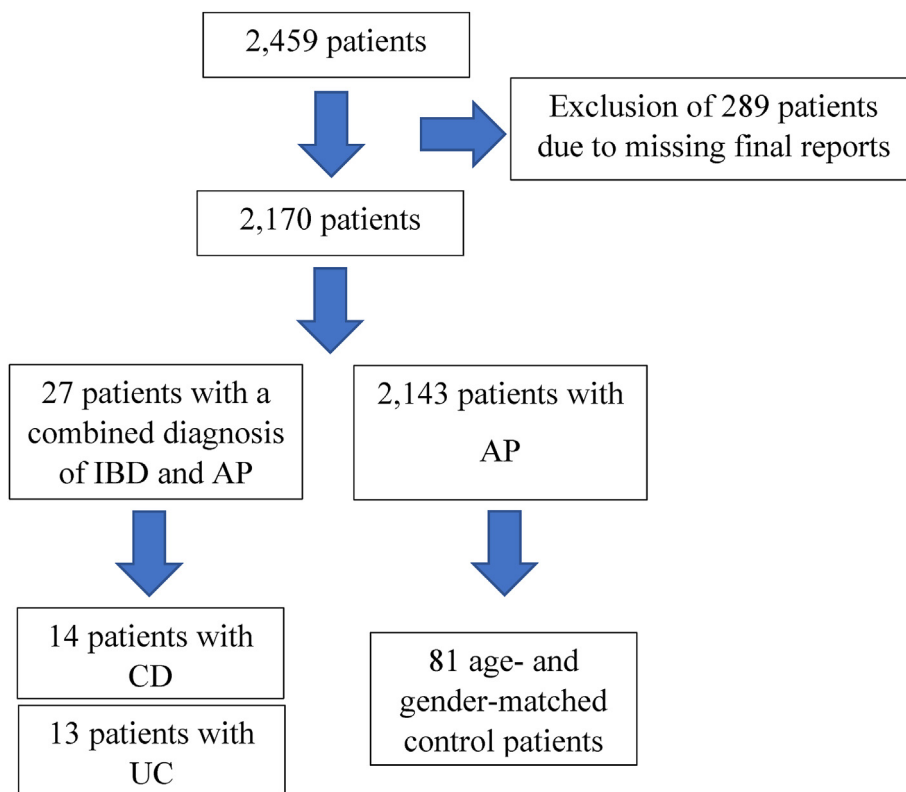 2,459 patients
Exclusion of 289 patients
due to missing final reports
2,170 patients
27 patients with a
combined diagnosis
of IBD and AP
2,143 patients with
AP
14 patients with
CD
13 patients with
UC
81 age- and
gender-matched
control patients